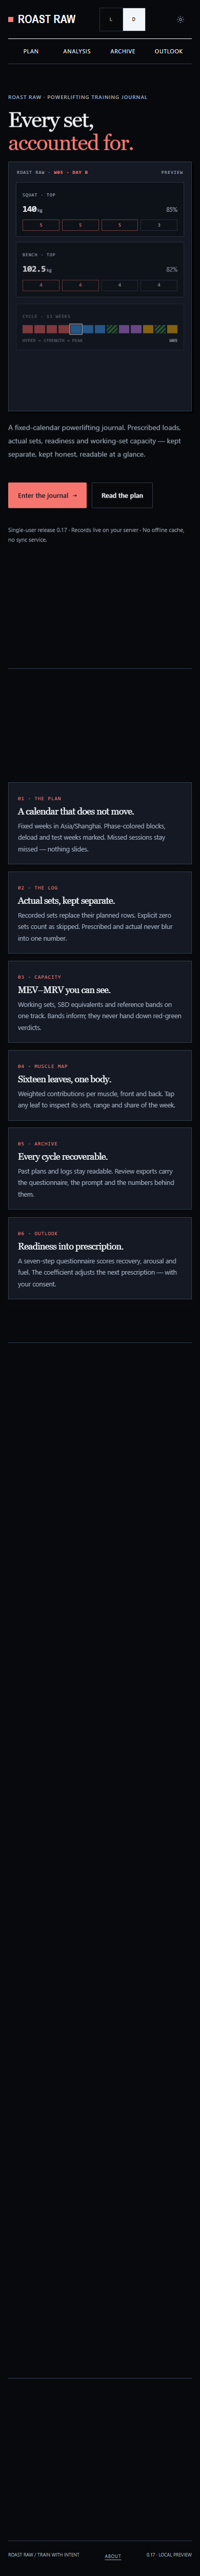 ROAST RAW
L
D
PLAN
ANALYSIS
ARCHIVE
OUTLOOK
ROAST RAW · POWERLIFTING TRAINING JOURNAL
Every set,
accounted for.
ROAST RAW · W05 · DAY B
PREVIEW
SQUAT · TOP
140kg
85%
5
5
5
3
BENCH · TOP
102.5kg
82%
4
4
4
4
CYCLE · 13 WEEKS
W05
A fixed-calendar powerlifting journal. Prescribed loads,
actual sets, readiness and working-set capacity — kept
separate, kept honest, readable at a glance.
Enter the journal →
Read the plan
Single-user release 0.17 · Records live on your server · No offline cache,
no sync service.
01 · THE PLAN
A calendar that does not move.
Fixed weeks in Asia/Shanghai. Phase-colored blocks,
deload and test weeks marked. Missed sessions stay
missed — nothing slides.
02 · THE LOG
Actual sets, kept separate.
Recorded sets replace their planned rows. Explicit zero
sets count as skipped. Prescribed and actual never blur
into one number.
03 · CAPACITY
MEV–MRV you can see.
Working sets, SBD equivalents and reference bands on
one track. Bands inform; they never hand down red-green
verdicts.
04 · MUSCLE MAP
Sixteen leaves, one body.
Weighted contributions per muscle, front and back. Tap
any leaf to inspect its sets, range and share of the week.
05 · ARCHIVE
Every cycle recoverable.
Past plans and logs stay readable. Review exports carry
the questionnaire, the prompt and the numbers behind
them.
06 · OUTLOOK
Readiness into prescription.
A seven-step questionnaire scores recovery, arousal and
fuel. The coefficient adjusts the next prescription — with
your consent.
ROAST RAW / TRAIN WITH INTENT
ABOUT
0.17 · LOCAL PREVIEW